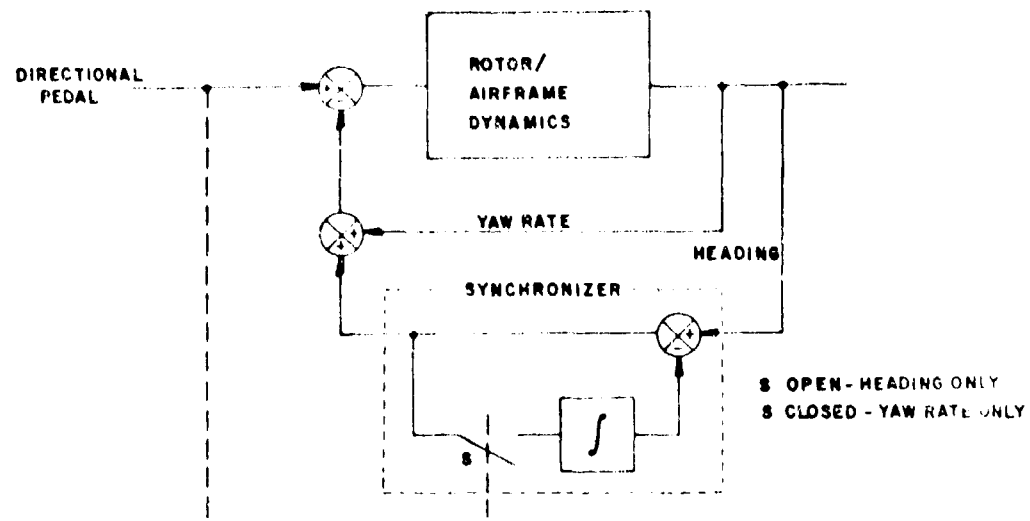 DIRECTIONAL
PEDAL
ROTOR/
AIRFRAME
DYNAMICS
+
-
YAW RATE
+
+
HEADING
SYNCHRONIZER
+
-
S
∫
S OPEN - HEADING ONLY
S CLOSED - YAW RATE ONLY